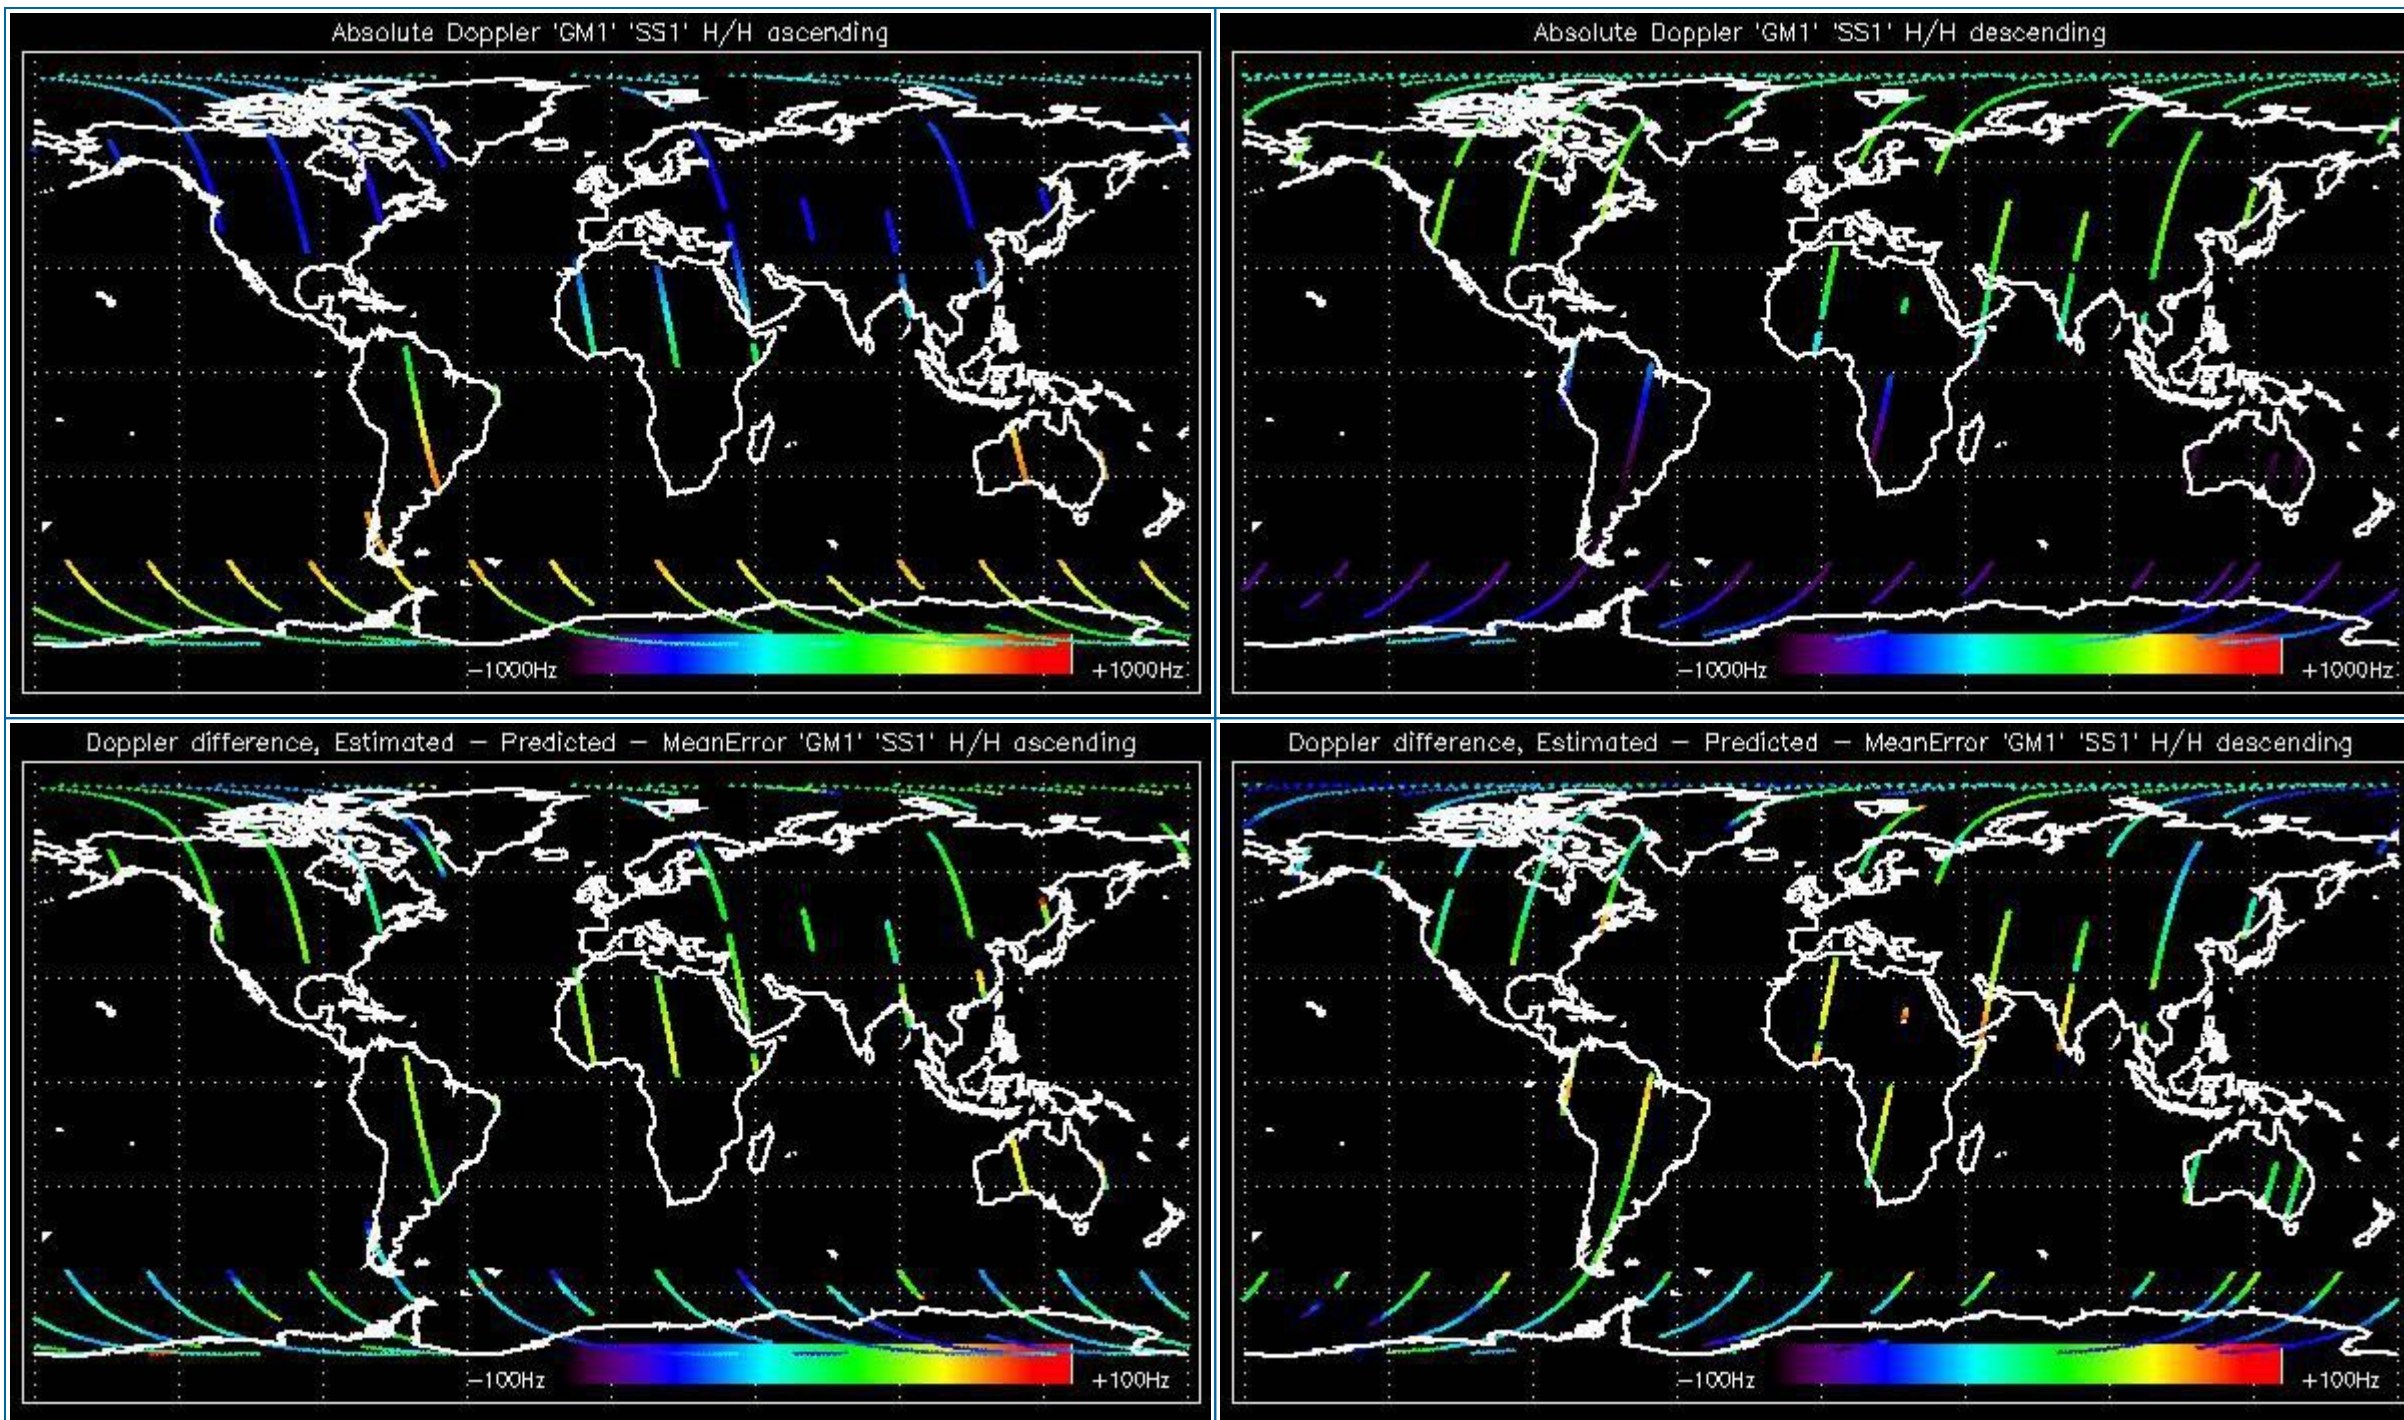 Absolute Doppler 'GM1' 'SS1' H/H ascending
−1000Hz
+1000Hz
Absolute Doppler 'GM1' 'SS1' H/H descending
−1000Hz
+1000Hz
Doppler difference, Estimated − Predicted − MeanError 'GM1' 'SS1' H/H ascending
−100Hz
+100Hz
Doppler difference, Estimated − Predicted − MeanError 'GM1' 'SS1' H/H descending
−100Hz
+100Hz